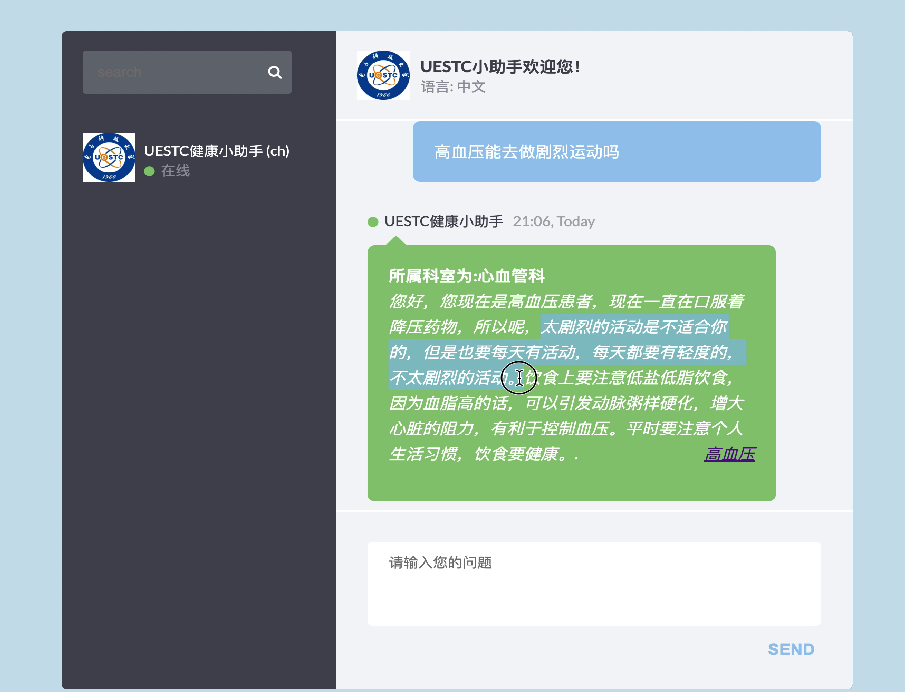 search
UESTC健康小助手 (ch)
在线
UESTC小助手欢迎您！
语言: 中文
高血压能去做剧烈运动吗
UESTC健康小助手 21:06, Today
所属科室为:心血管科
您好，您现在是高血压患者，现在一直在口服着
降压药物，所以呢，太剧烈的活动是不适合你
的，但是也要每天有活动，每天都要有轻度的，
不太剧烈的活动。饮食上要注意低盐低脂饮食，
因为血脂高的话，可以引发动脉粥样硬化，增大
心脏的阻力，有利于控制血压。平时要注意个人
生活习惯，饮食要健康。. 高血压
请输入您的问题
SEND